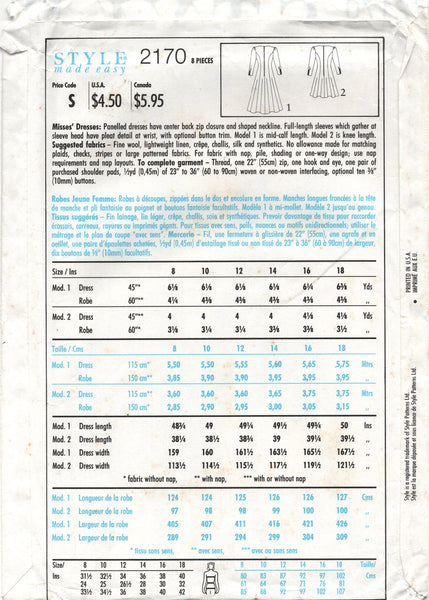 STYLE
made easy
2170 8 PIECES
Price Code
U.S.A.
Canada
S
$4.50
$5.95
1
2
Misses' Dresses: Panelled dresses have center back zip closure and shaped neckline. Full-length sleeves which gather at
sleeve head have pleat detail at wrist, with optional button trim. Model 1 is mid-calf length. Model 2 is knee length.
Suggested fabrics - Fine wool, lightweight linen, crêpe, challis, silk and synthetics. No allowance made for matching
plaids, checks, stripes or large patterned fabrics. For fabric with nap, pile, shading or one-way design, use nap
requirements and nap layouts. To complete garment - Thread, one 22" (55cm) zip, one hook and eye, one pair of
purchased shoulder pads, ½yd (0,45m) of 23" to 36" (60 to 90cm) woven or non-woven interfacing, optional ten ⅜"
(10mm) buttons.
Robes Jeune Femme: Robes à découpes, zippées dans le dos et encolure en forme. Manches longues froncées à la tête
de manche et pli fantaisie au poignet et boutons fantaisie facultatifs. Modèle 1 à mi-mollet. Modèle 2 jusqu'au genou.
Tissus suggérés - Fin lainage, lin léger, crêpe, challis, soie et synthétiques. Prévoir davantage de tissu pour raccorder
écossais, carreaux, rayures ou imprimés géants. Pour tissus avec sens, poils, nuances ou motifs unidirectionnels; utiliser le
métrage et le plan de coupe "avec sens". Mercerie - Fil, une fermeture à glissière de 22" (55cm), une agrafe et un
oeillet, une paire d'épaulettes achetées, ½yd (0,45m) d'entoilage tissé ou non tissé de 23" à 36" (60 à 90cm) de largeur,
dix boutons de ⅜" (10mm) facultatifs.
Size / Ins 8 10 12 14 16 18
Mod. 1 Dress 45"** 6⅛ 6⅛ 6⅛ 6⅛ 6¼ 6⅜ Yds
Robe 60"** 4¼ 4⅜ 4⅜ 4⅜ 4⅜ 4⅜ ,,
Mod. 2 Dress 45"** 4 4 4 4 4⅛ 4⅛ Yds
Robe 60"** 3⅛ 3¼ 3¼ 3⅜ 3⅜ 3½ ,,
Taille / Cms 8 10 12 14 16 18
Mod. 1 Dress 115 cm* 5,50 5,55 5,55 5,60 5,65 5,75 Mtrs
Robe 150 cm** 3,85 3,90 3,90 3,95 3,95 3,95 ,,
Mod. 2 Dress 115 cm* 3,60 3,60 3,60 3,65 3,75 3,75 Mtrs
Robe 150 cm** 2,85 2,90 2,95 3,00 3,05 3,15 ,,
Mod. 1 Dress length 48¾ 49 49¼ 49½ 49¾ 50 Ins
Mod. 2 Dress length 38¼ 38½ 38¾ 39 39¼ 39½ ,,
Mod. 1 Dress width 159 160 161½ 163½ 165½ 167½ ,,
Mod. 2 Dress width 113½ 114½ 115½ 117½ 119½ 121½ ,,
* fabric without nap, ** with nap, *** with or without nap.
Mod. 1 Longueur de la robe 124 124 125 126 126 127 Cms
Mod. 2 Longueur de la robe 97 98 98 99 100 100 ,,
Mod. 1 Largeur de la robe 405 407 411 416 421 426 ,,
Mod. 2 Largeur de la robe 289 291 294 299 304 309 ,,
* tissu sans sens, ** avec sens, *** avec ou sans sens.
Size/ 8 10 12 14 16 18 8 10 12 14 16 18 Taille/
Ins 31½ 32½ 34 36 38 40 80 83 87 92 97 102 Cms
24 25 26½ 28 30 32 61 64 67 71 76 81
33½ 34½ 36 38 40 42 85 88 92 97 102 107
PRINTED IN U.S.A.
IMPRIMÉ AUX E.U.
Style is a registered trademark of Style Patterns Ltd.
Style est la marque déposée et sous licence de Style Patterns Ltd.